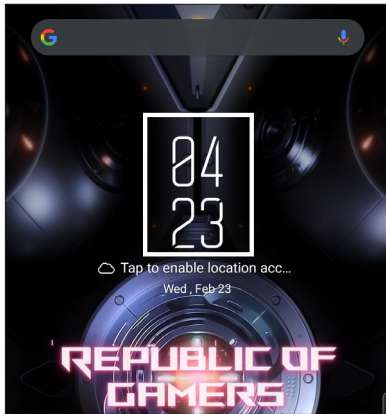 04
23
Tap to enable location acc...
Wed , Feb 23
REPUBLIC OF
GAMERS